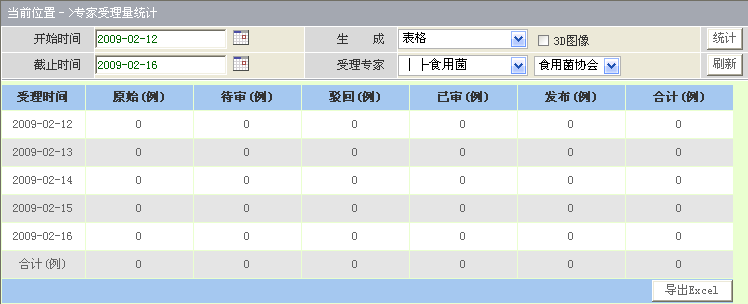 当前位置－>专家受理量统计
开始时间 2009-02-12 生 成 表格 3D图像 统计
截止时间 2009-02-16 受理专家 ｜├食用菌 食用菌协会 刷新
受理时间 原始(例) 待审(例) 驳回(例) 已审(例) 发布(例) 合计(例)
2009-02-12 0 0 0 0 0 0
2009-02-13 0 0 0 0 0 0
2009-02-14 0 0 0 0 0 0
2009-02-15 0 0 0 0 0 0
2009-02-16 0 0 0 0 0 0
合计(例) 0 0 0 0 0 0
导出Excel